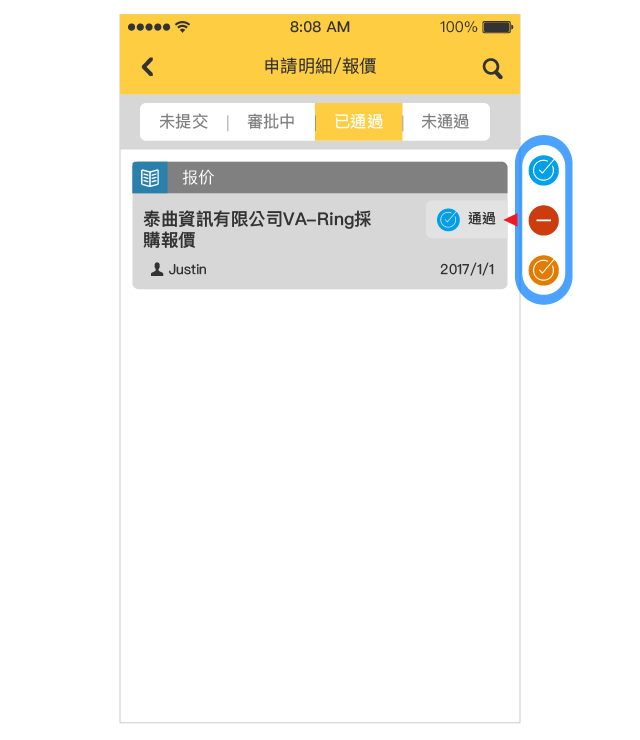 8:08 AM
100%
申請明細/報價
未提交
審批中
已通過
未通過
报价
泰曲資訊有限公司VA-Ring採
購報價
通過
Justin
2017/1/1